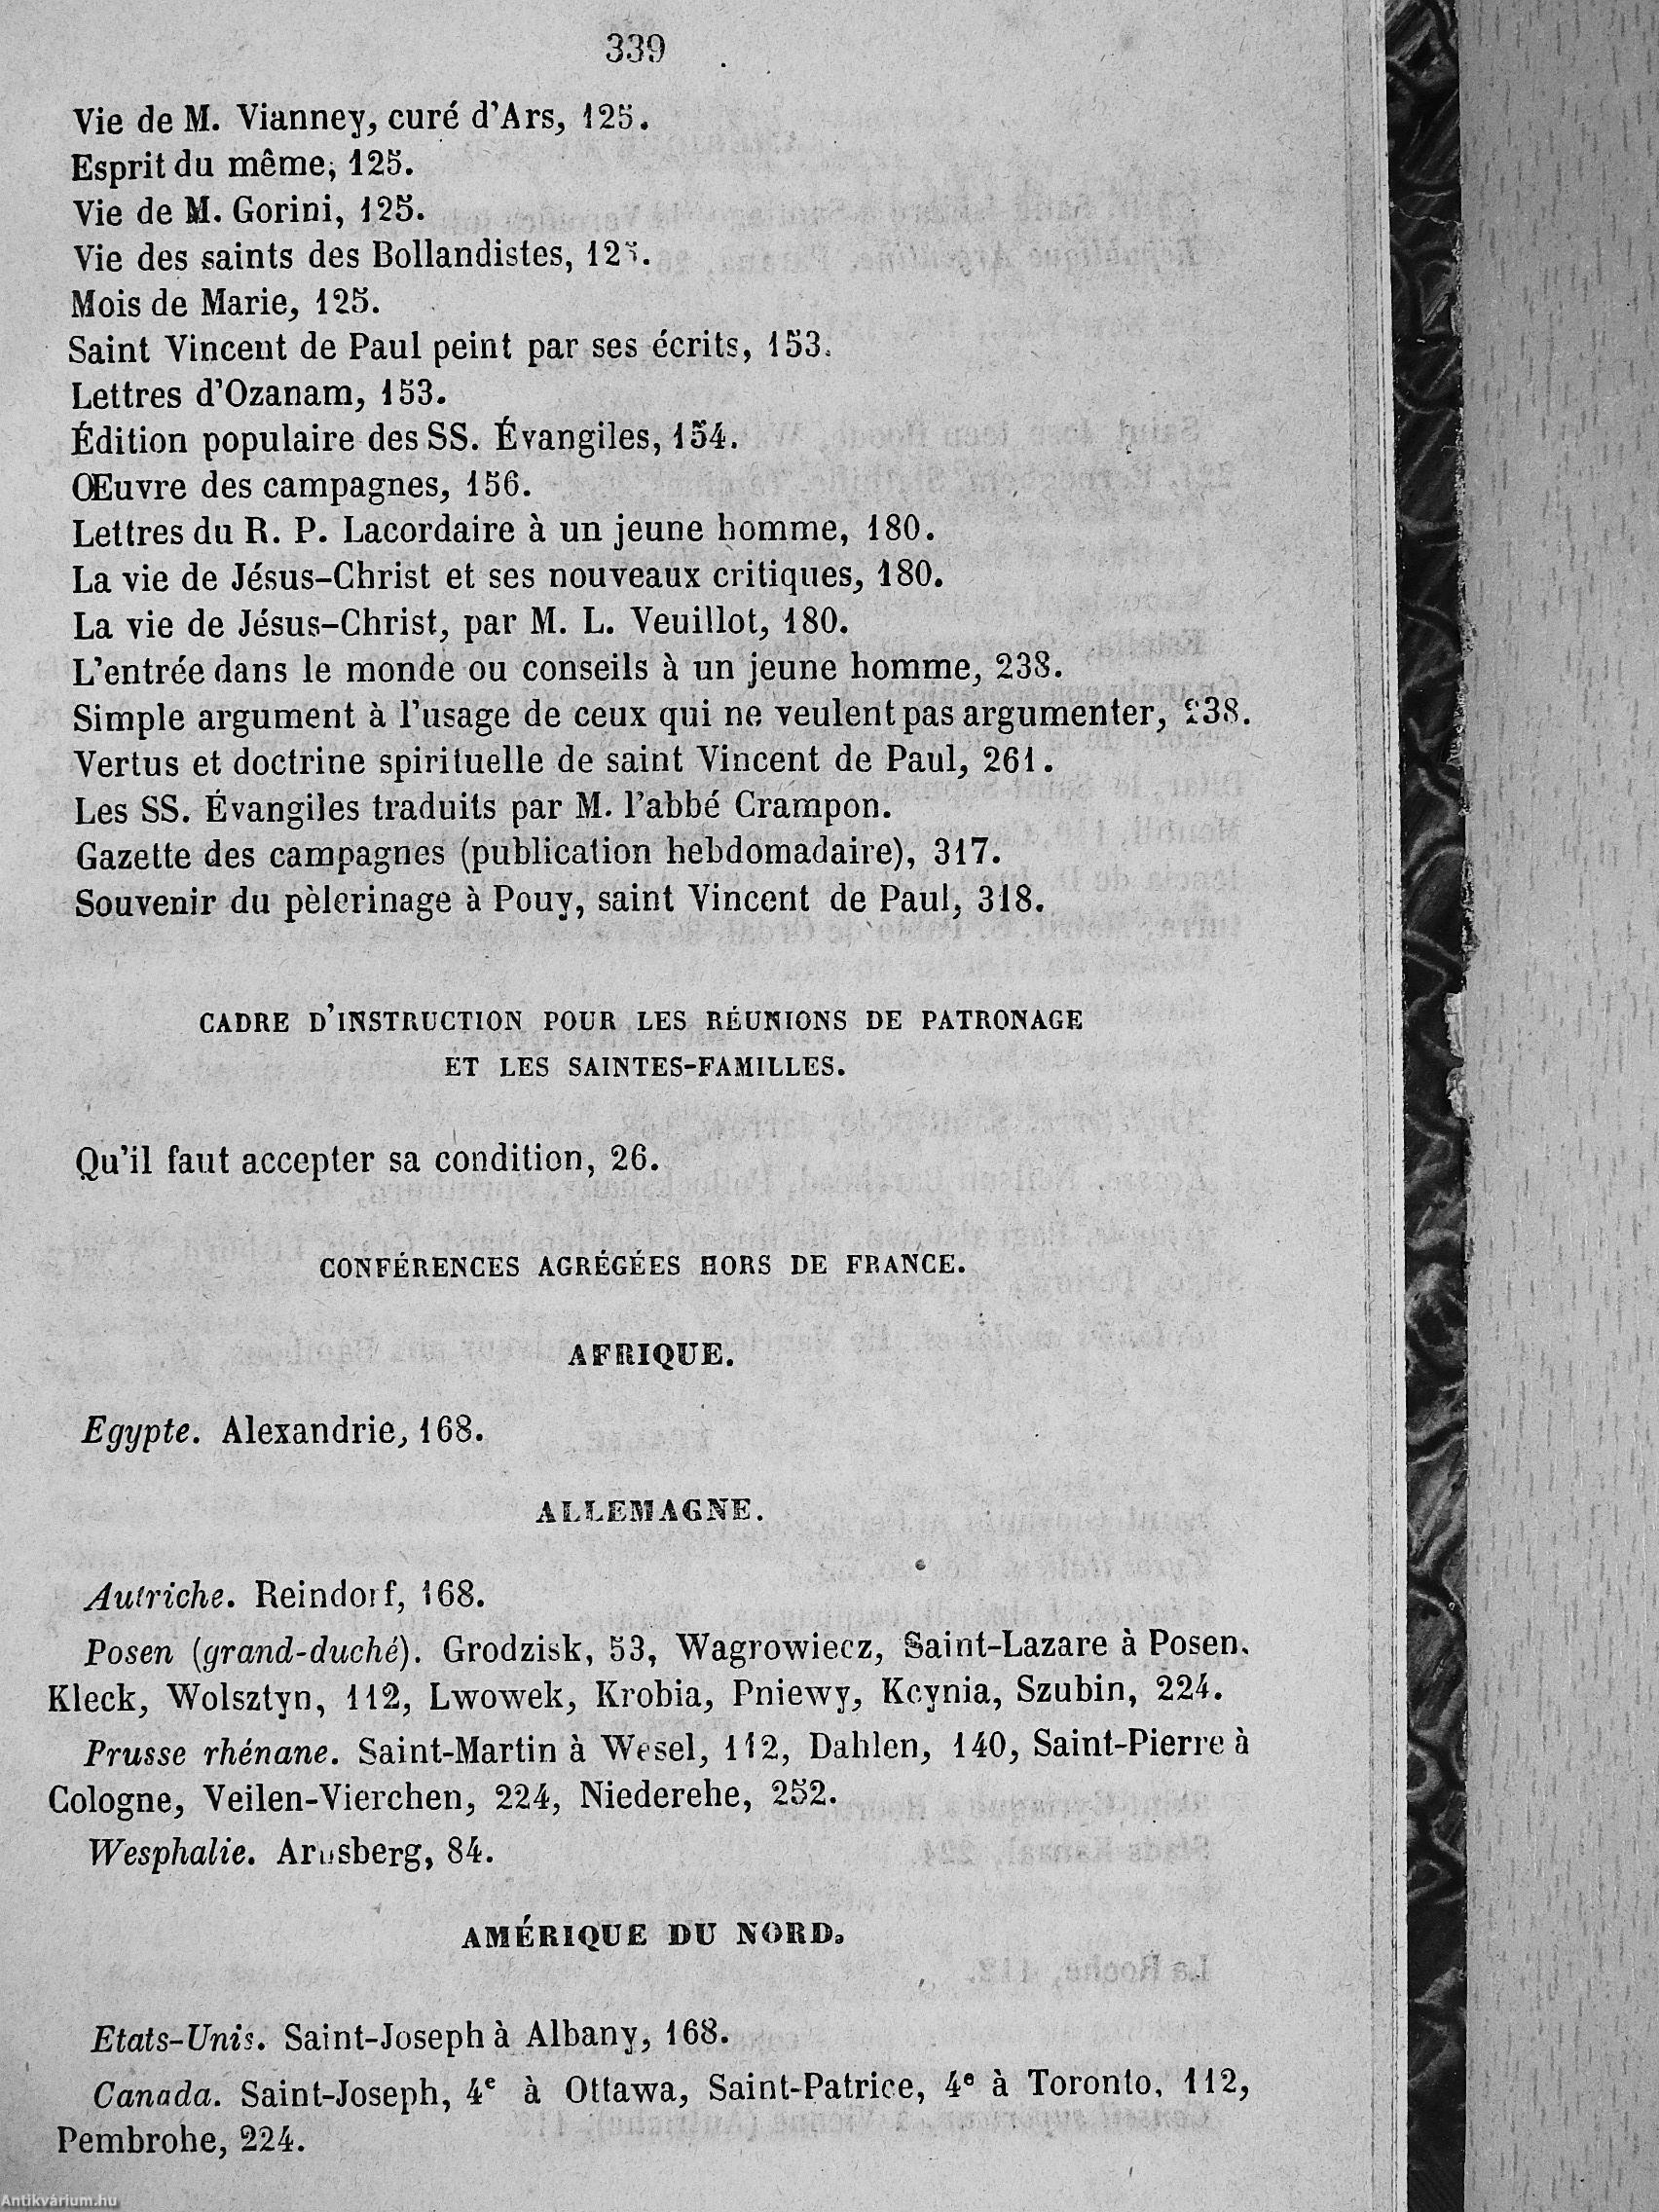 339
Vie de M. Vianney, curé d'Ars, 125.
Esprit du même, 125.
Vie de M. Gorini, 125.
Vie des saints des Bollandistes, 125.
Mois de Marie, 125.
Saint Vincent de Paul peint par ses écrits, 153.
Lettres d'Ozanam, 153.
Édition populaire des SS. Évangiles, 154.
Œuvre des campagnes, 156.
Lettres du R. P. Lacordaire à un jeune homme, 180.
La vie de Jésus-Christ et ses nouveaux critiques, 180.
La vie de Jésus-Christ, par M. L. Veuillot, 180.
L'entrée dans le monde ou conseils à un jeune homme, 238.
Simple argument à l'usage de ceux qui ne veulent pas argumenter, 238.
Vertus et doctrine spirituelle de saint Vincent de Paul, 261.
Les SS. Évangiles traduits par M. l'abbé Crampon.
Gazette des campagnes (publication hebdomadaire), 317.
Souvenir du pèlerinage à Pouy, saint Vincent de Paul, 318.
CADRE D'INSTRUCTION POUR LES RÉUNIONS DE PATRONAGE
ET LES SAINTES-FAMILLES.
Qu'il faut accepter sa condition, 26.
CONFÉRENCES AGRÉGÉES HORS DE FRANCE.
AFRIQUE.
Egypte. Alexandrie, 168.
ALLEMAGNE.
Autriche. Reindorf, 168.
Posen (grand-duché). Grodzisk, 53, Wagrowiecz, Saint-Lazare à Posen.
Kleck, Wolsztyn, 112, Lwowek, Krobia, Pniewy, Kcynia, Szubin, 224.
Prusse rhénane. Saint-Martin à Wesel, 112, Dahlen, 140, Saint-Pierre à
Cologne, Veilen-Vierchen, 224, Niederehe, 252.
Wesphalie. Arnsberg, 84.
AMÉRIQUE DU NORD.
Etats-Unis. Saint-Joseph à Albany, 168.
Canada. Saint-Joseph, 4e à Ottawa, Saint-Patrice, 4e à Toronto, 112,
Pembrohe, 224.
Antikvárium.hu